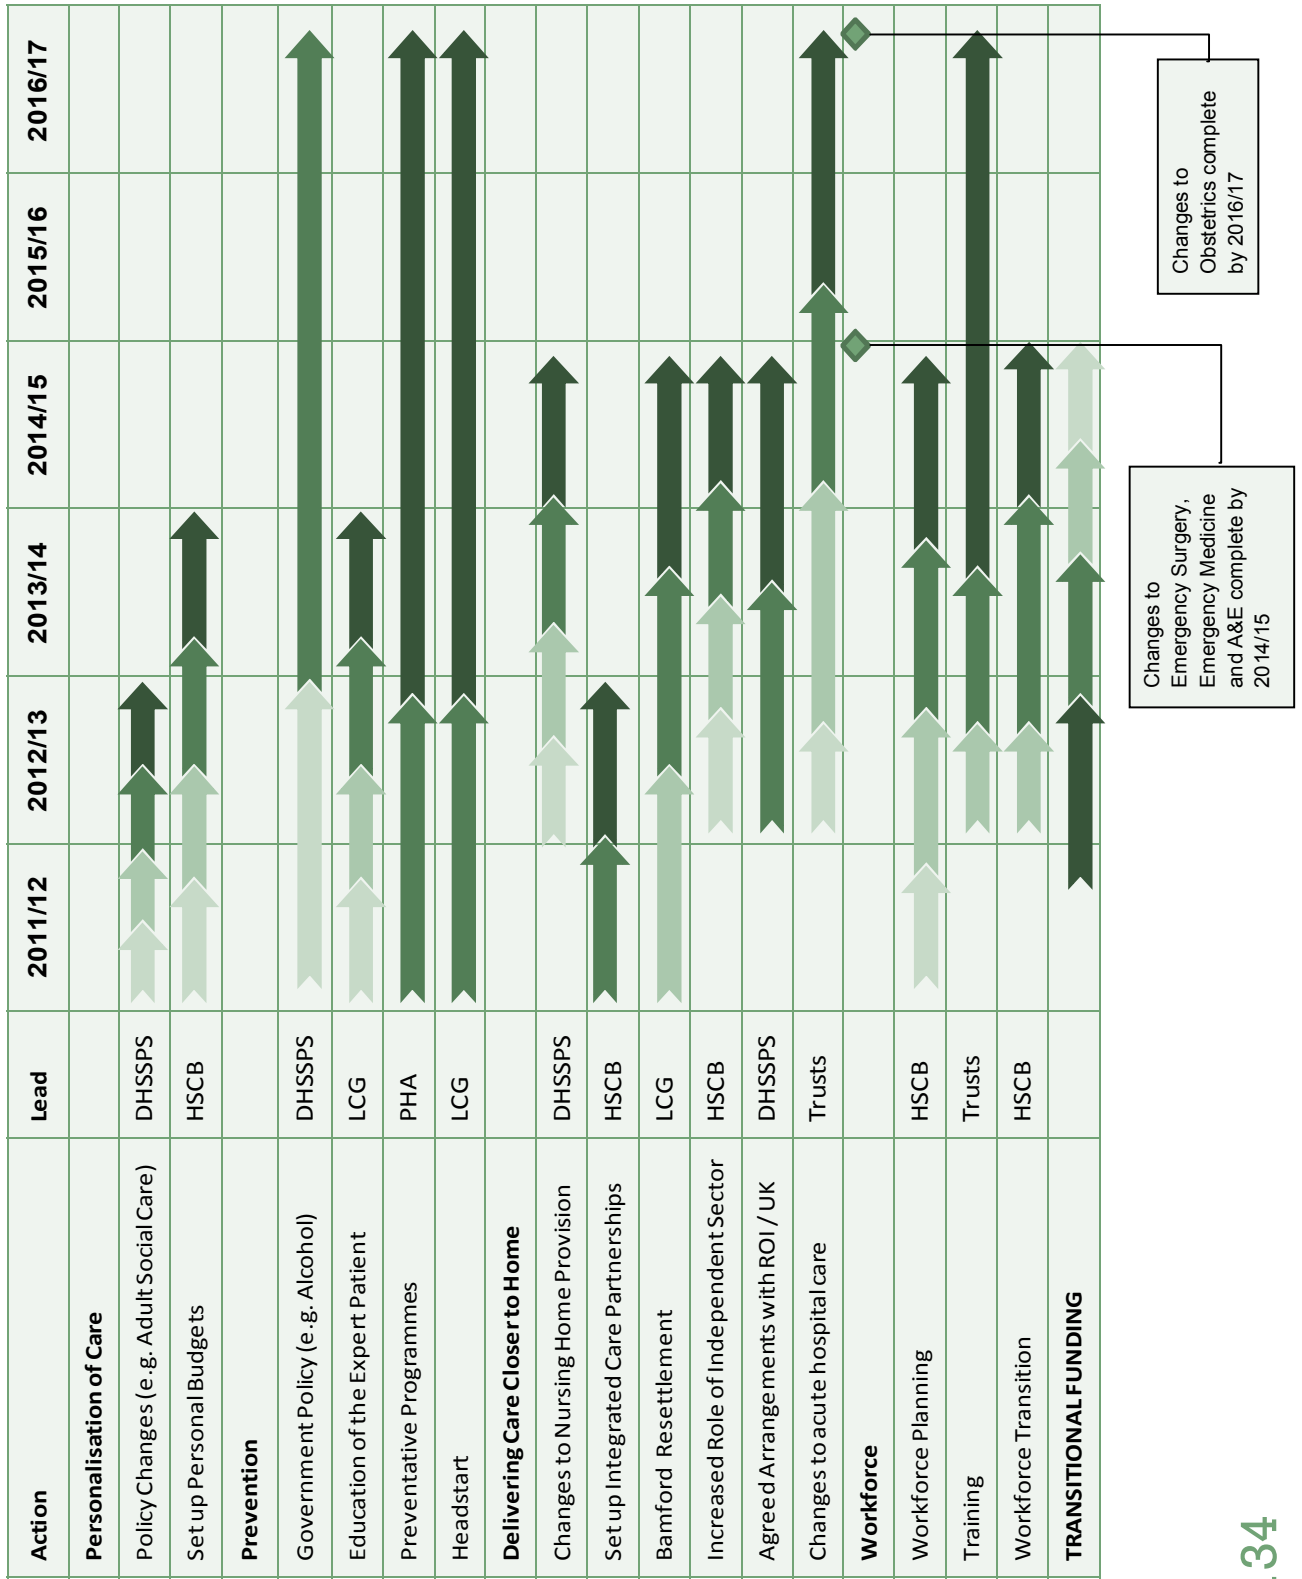 Action Lead 2011/12 2012/13 2013/14 2014/15 2015/16 2016/17
Personalisation of Care
Policy Changes (e.g. Adult Social Care) DHSSPS
Set up Personal Budgets HSCB
Prevention
Government Policy (e.g. Alcohol) DHSSPS
Education of the Expert Patient LCG
Preventative Programmes PHA
Headstart LCG
Delivering Care Closer to Home
Changes to Nursing Home Provision DHSSPS
Set up Integrated Care Partnerships HSCB
Bamford Resettlement LCG
Increased Role of Independent Sector HSCB
Agreed Arrangements with ROI / UK DHSSPS
Changes to acute hospital care Trusts
Workforce
Workforce Planning HSCB
Training Trusts
Workforce Transition HSCB
TRANSITIONAL FUNDING
Changes to
Emergency Surgery,
Emergency Medicine
and A&E complete by
2014/15
Changes to
Obstetrics complete
by 2016/17
34